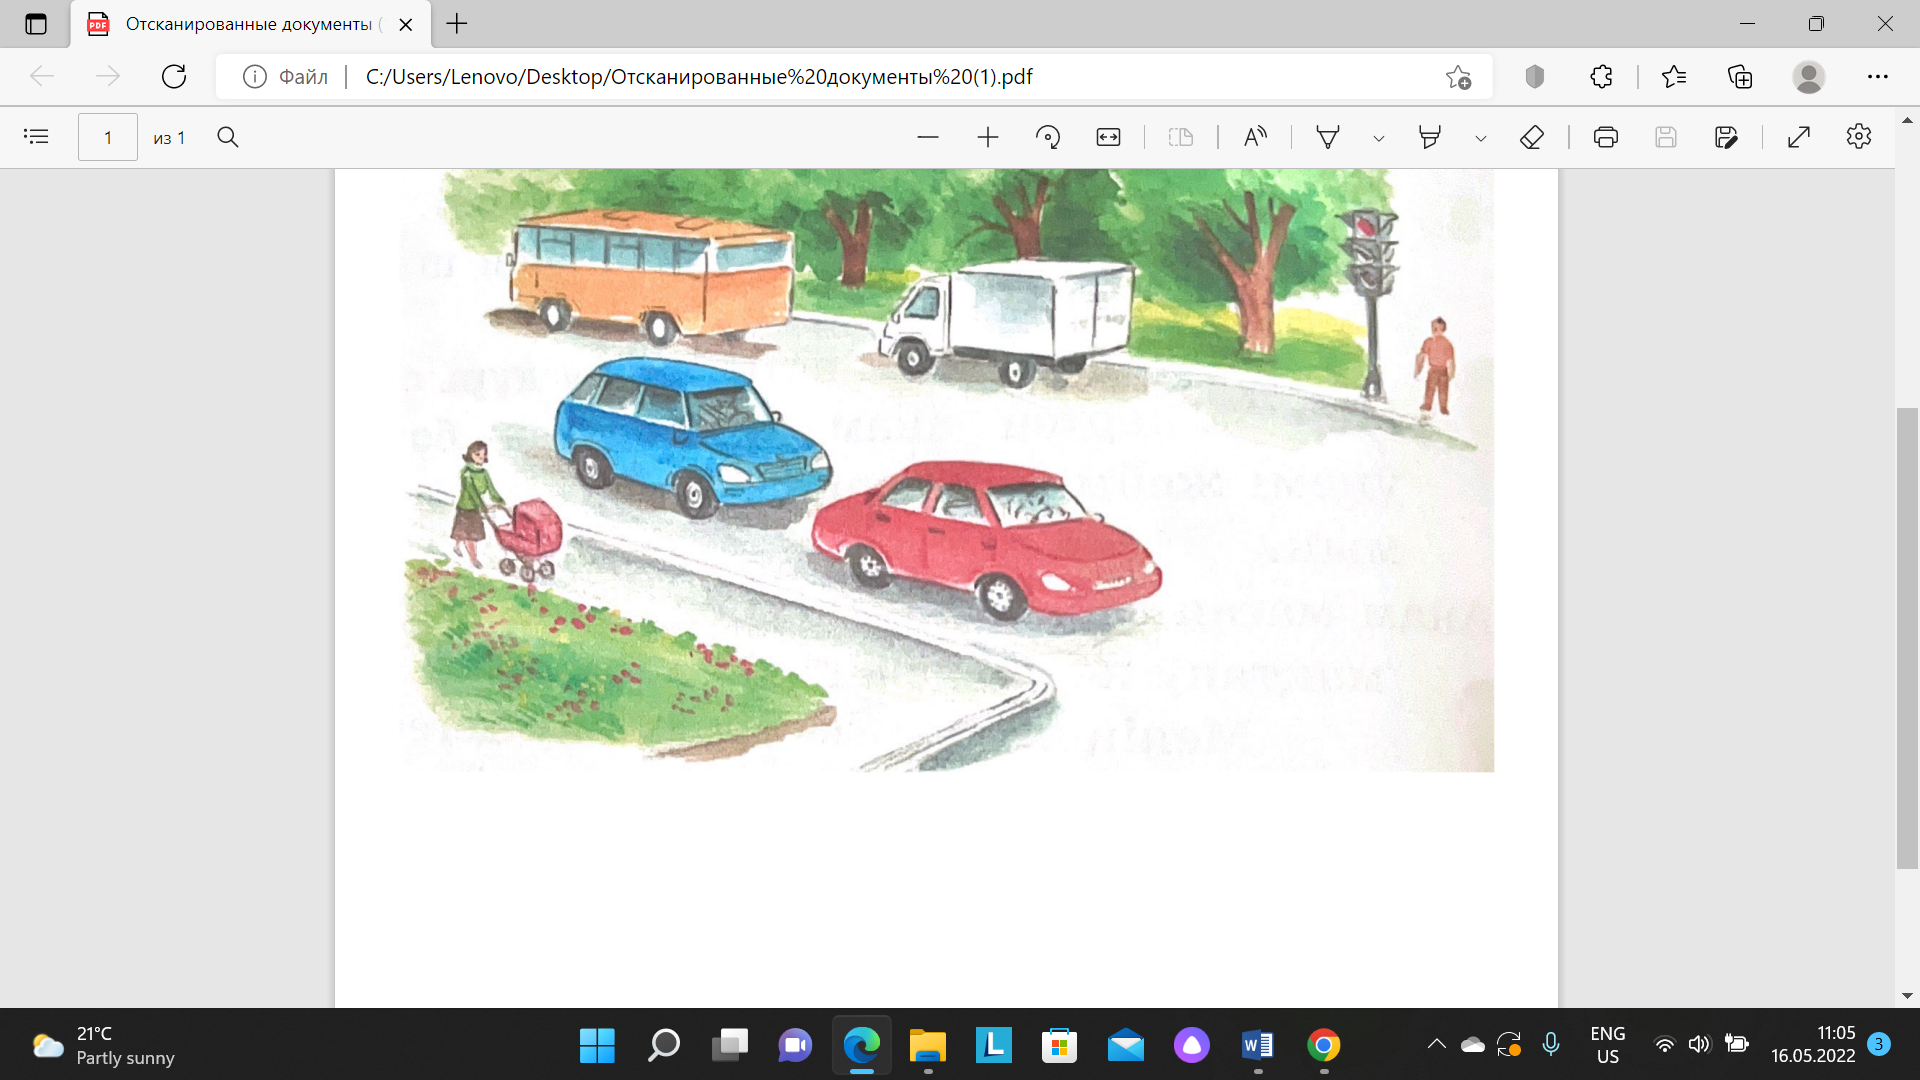 Отсканированные документы (
Файл
C:/Users/Lenovo/Desktop/Отсканированные%20документы%20(1).pdf
1
из 1
21°C
Partly sunny
ENG
US
11:05
16.05.2022
3